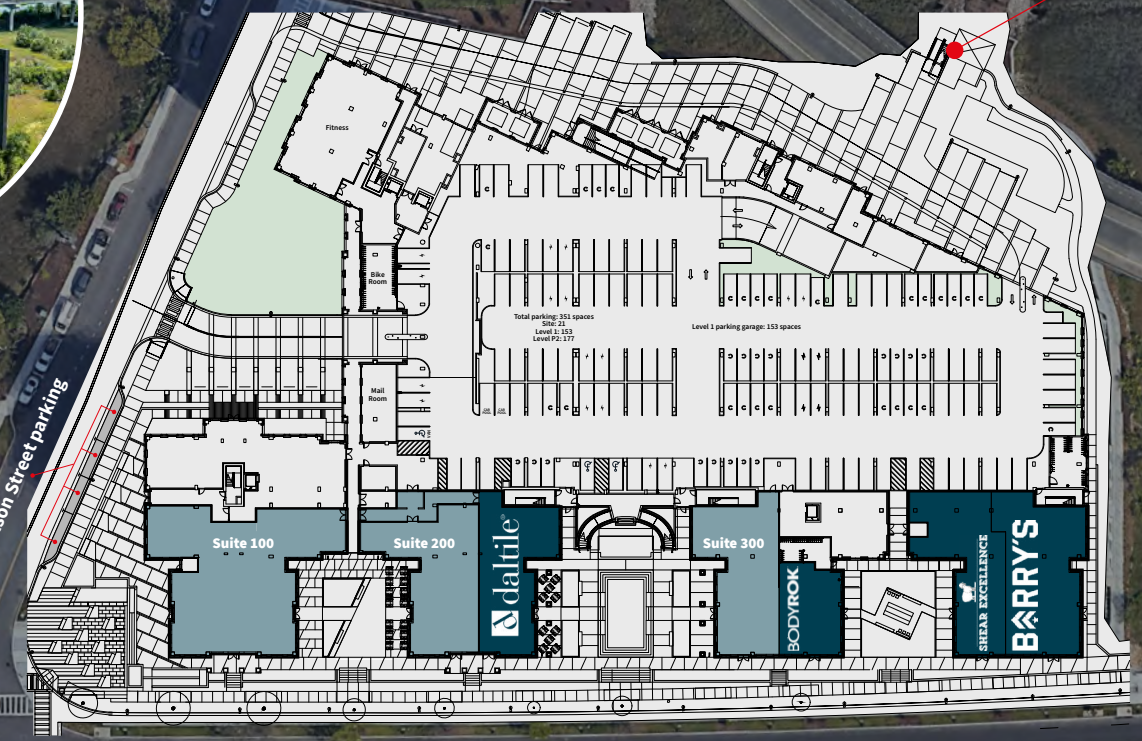 Fitness
Bike
Room
Total parking: 351 spaces
Site: 21
Level 1: 153
Level P2: 177
Level 1 parking garage: 153 spaces
Mail
Room
son Street parking
Suite 100
Suite 200
daltile®
Suite 300
BODYROK
SHEAR EXCELLENCE
BARRY'S